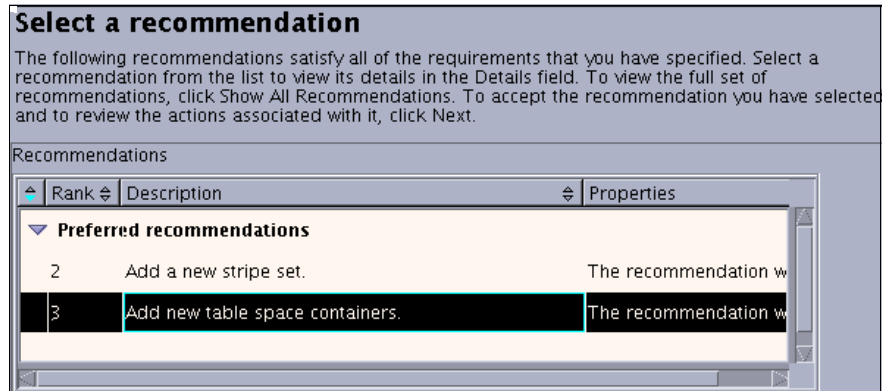 Select a recommendation
The following recommendations satisfy all of the requirements that you have specified. Select a
recommendation from the list to view its details in the Details field. To view the full set of
recommendations, click Show All Recommendations. To accept the recommendation you have selected
and to review the actions associated with it, click Next.
Recommendations
Rank Description Properties
Preferred recommendations
2 Add a new stripe set. The recommendation w
3 Add new table space containers. The recommendation w